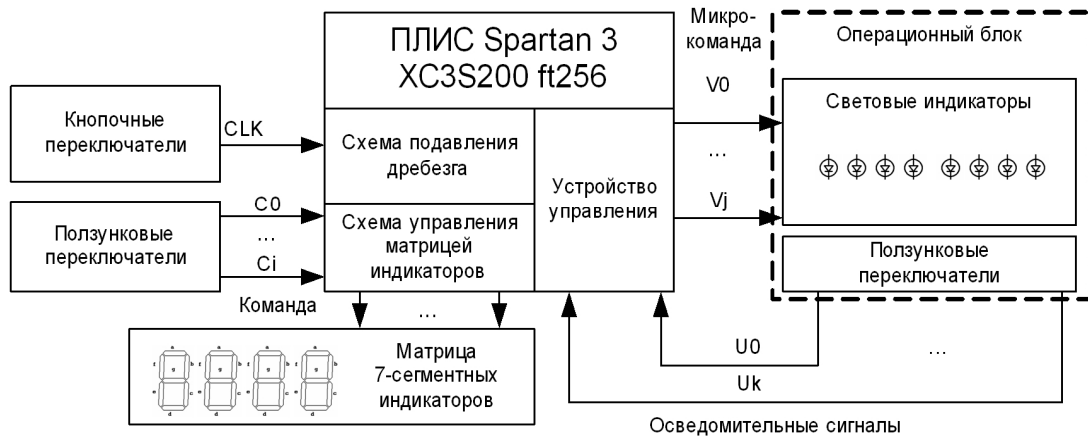 ПЛИС Spartan 3
XC3S200 ft256
Микро-
команда
Операционный блок
Кнопочные
переключатели
CLK
Схема подавления
дребезга
V0
...
Vj
Световые индикаторы
Устройство
управления
Ползунковые
переключатели
C0
...
Ci
Команда
Схема управления
матрицей
индикаторов
Ползунковые
переключатели
...
Матрица
7-сегментных
индикаторов
U0
...
Uk
Осведомительные сигналы